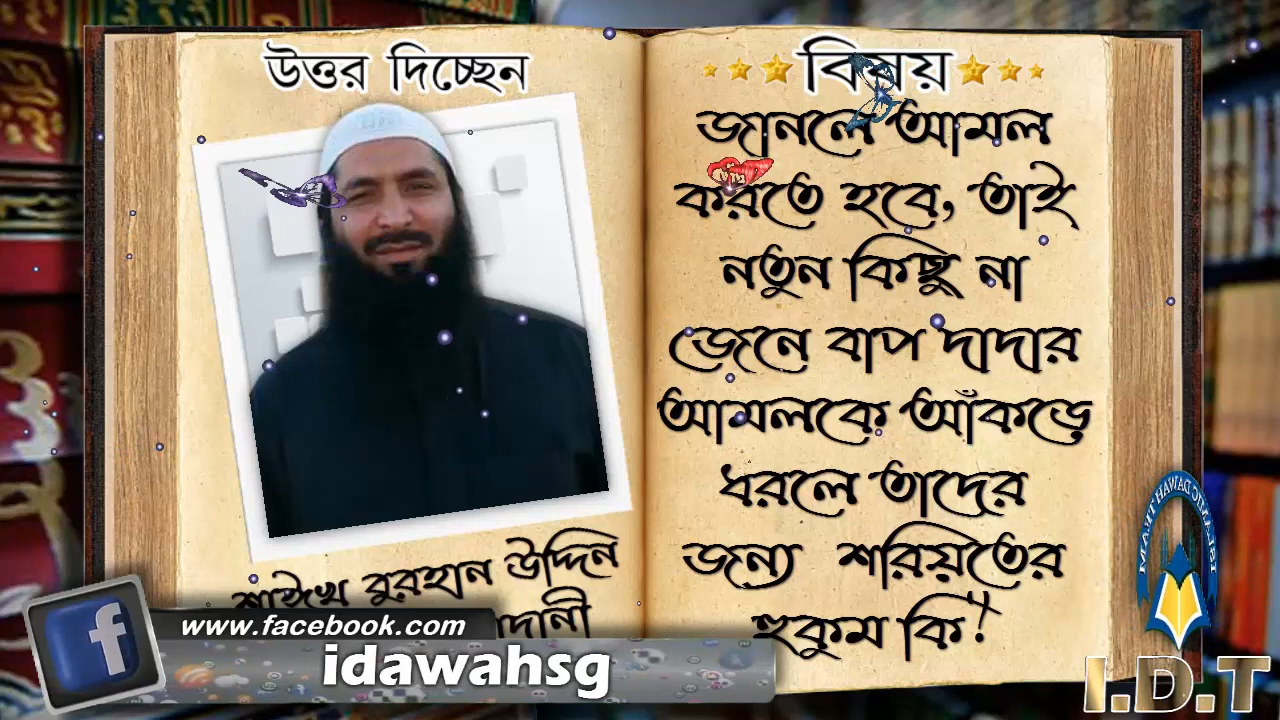 উত্তর দিচ্ছেন
শাঈখ বুরহান উদ্দিন
বিষয়
জানলে আমল
করতে হবে, তাই
নতুন কিছু না
জেনে বাপ দাদার
আমলকে আঁকড়ে
ধরলে তাদের
জন্য শরিয়তের
হুকুম কি?
www.facebook.com
idawahsg
I.D.T